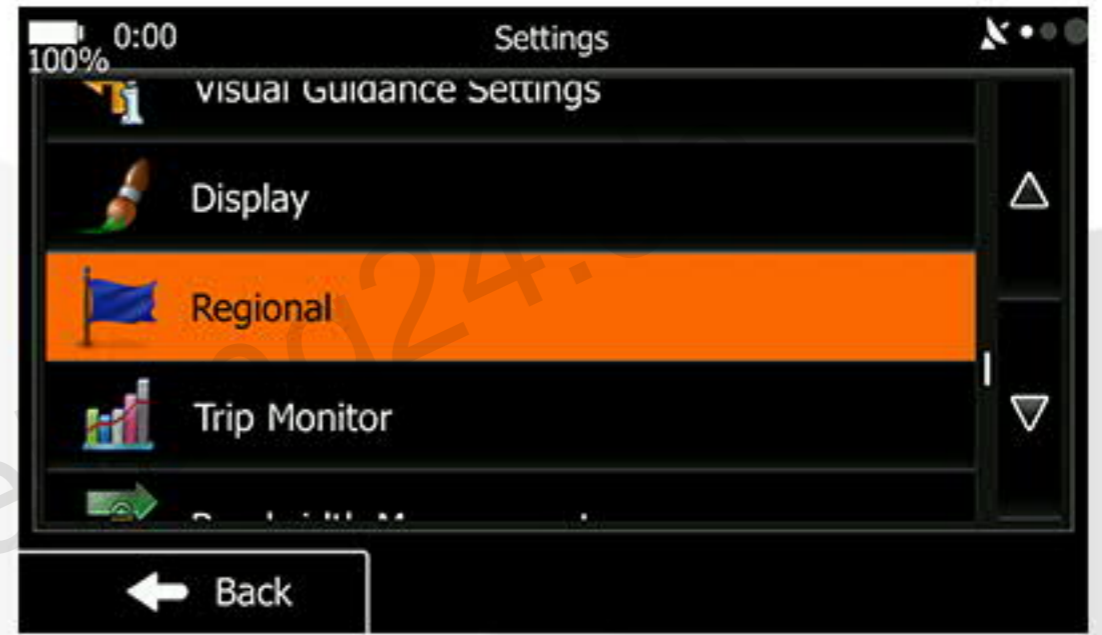 0:00
Settings
100%
Visual Guidance Settings
Display
Regional
Trip Monitor
Back